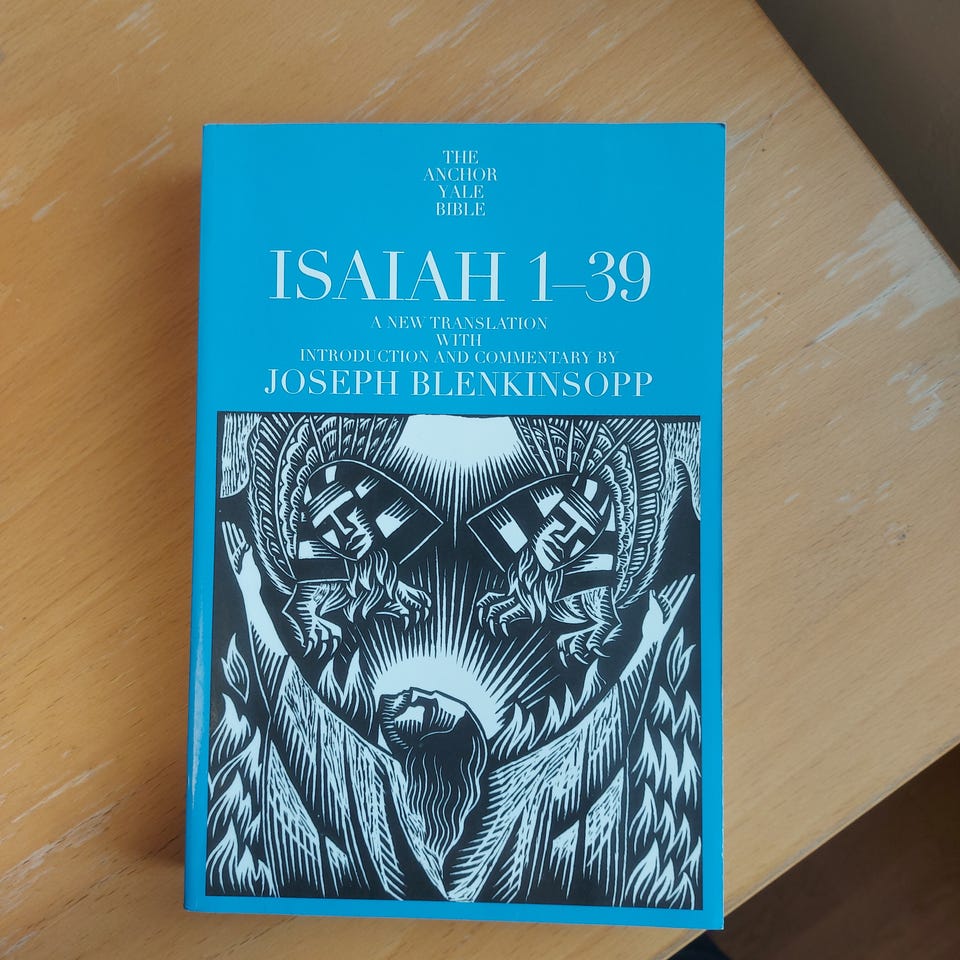 THE
ANCHOR
YALE
BIBLE
ISAIAH 1–39
A NEW TRANSLATION
WITH
INTRODUCTION AND COMMENTARY BY
JOSEPH BLENKINSOPP